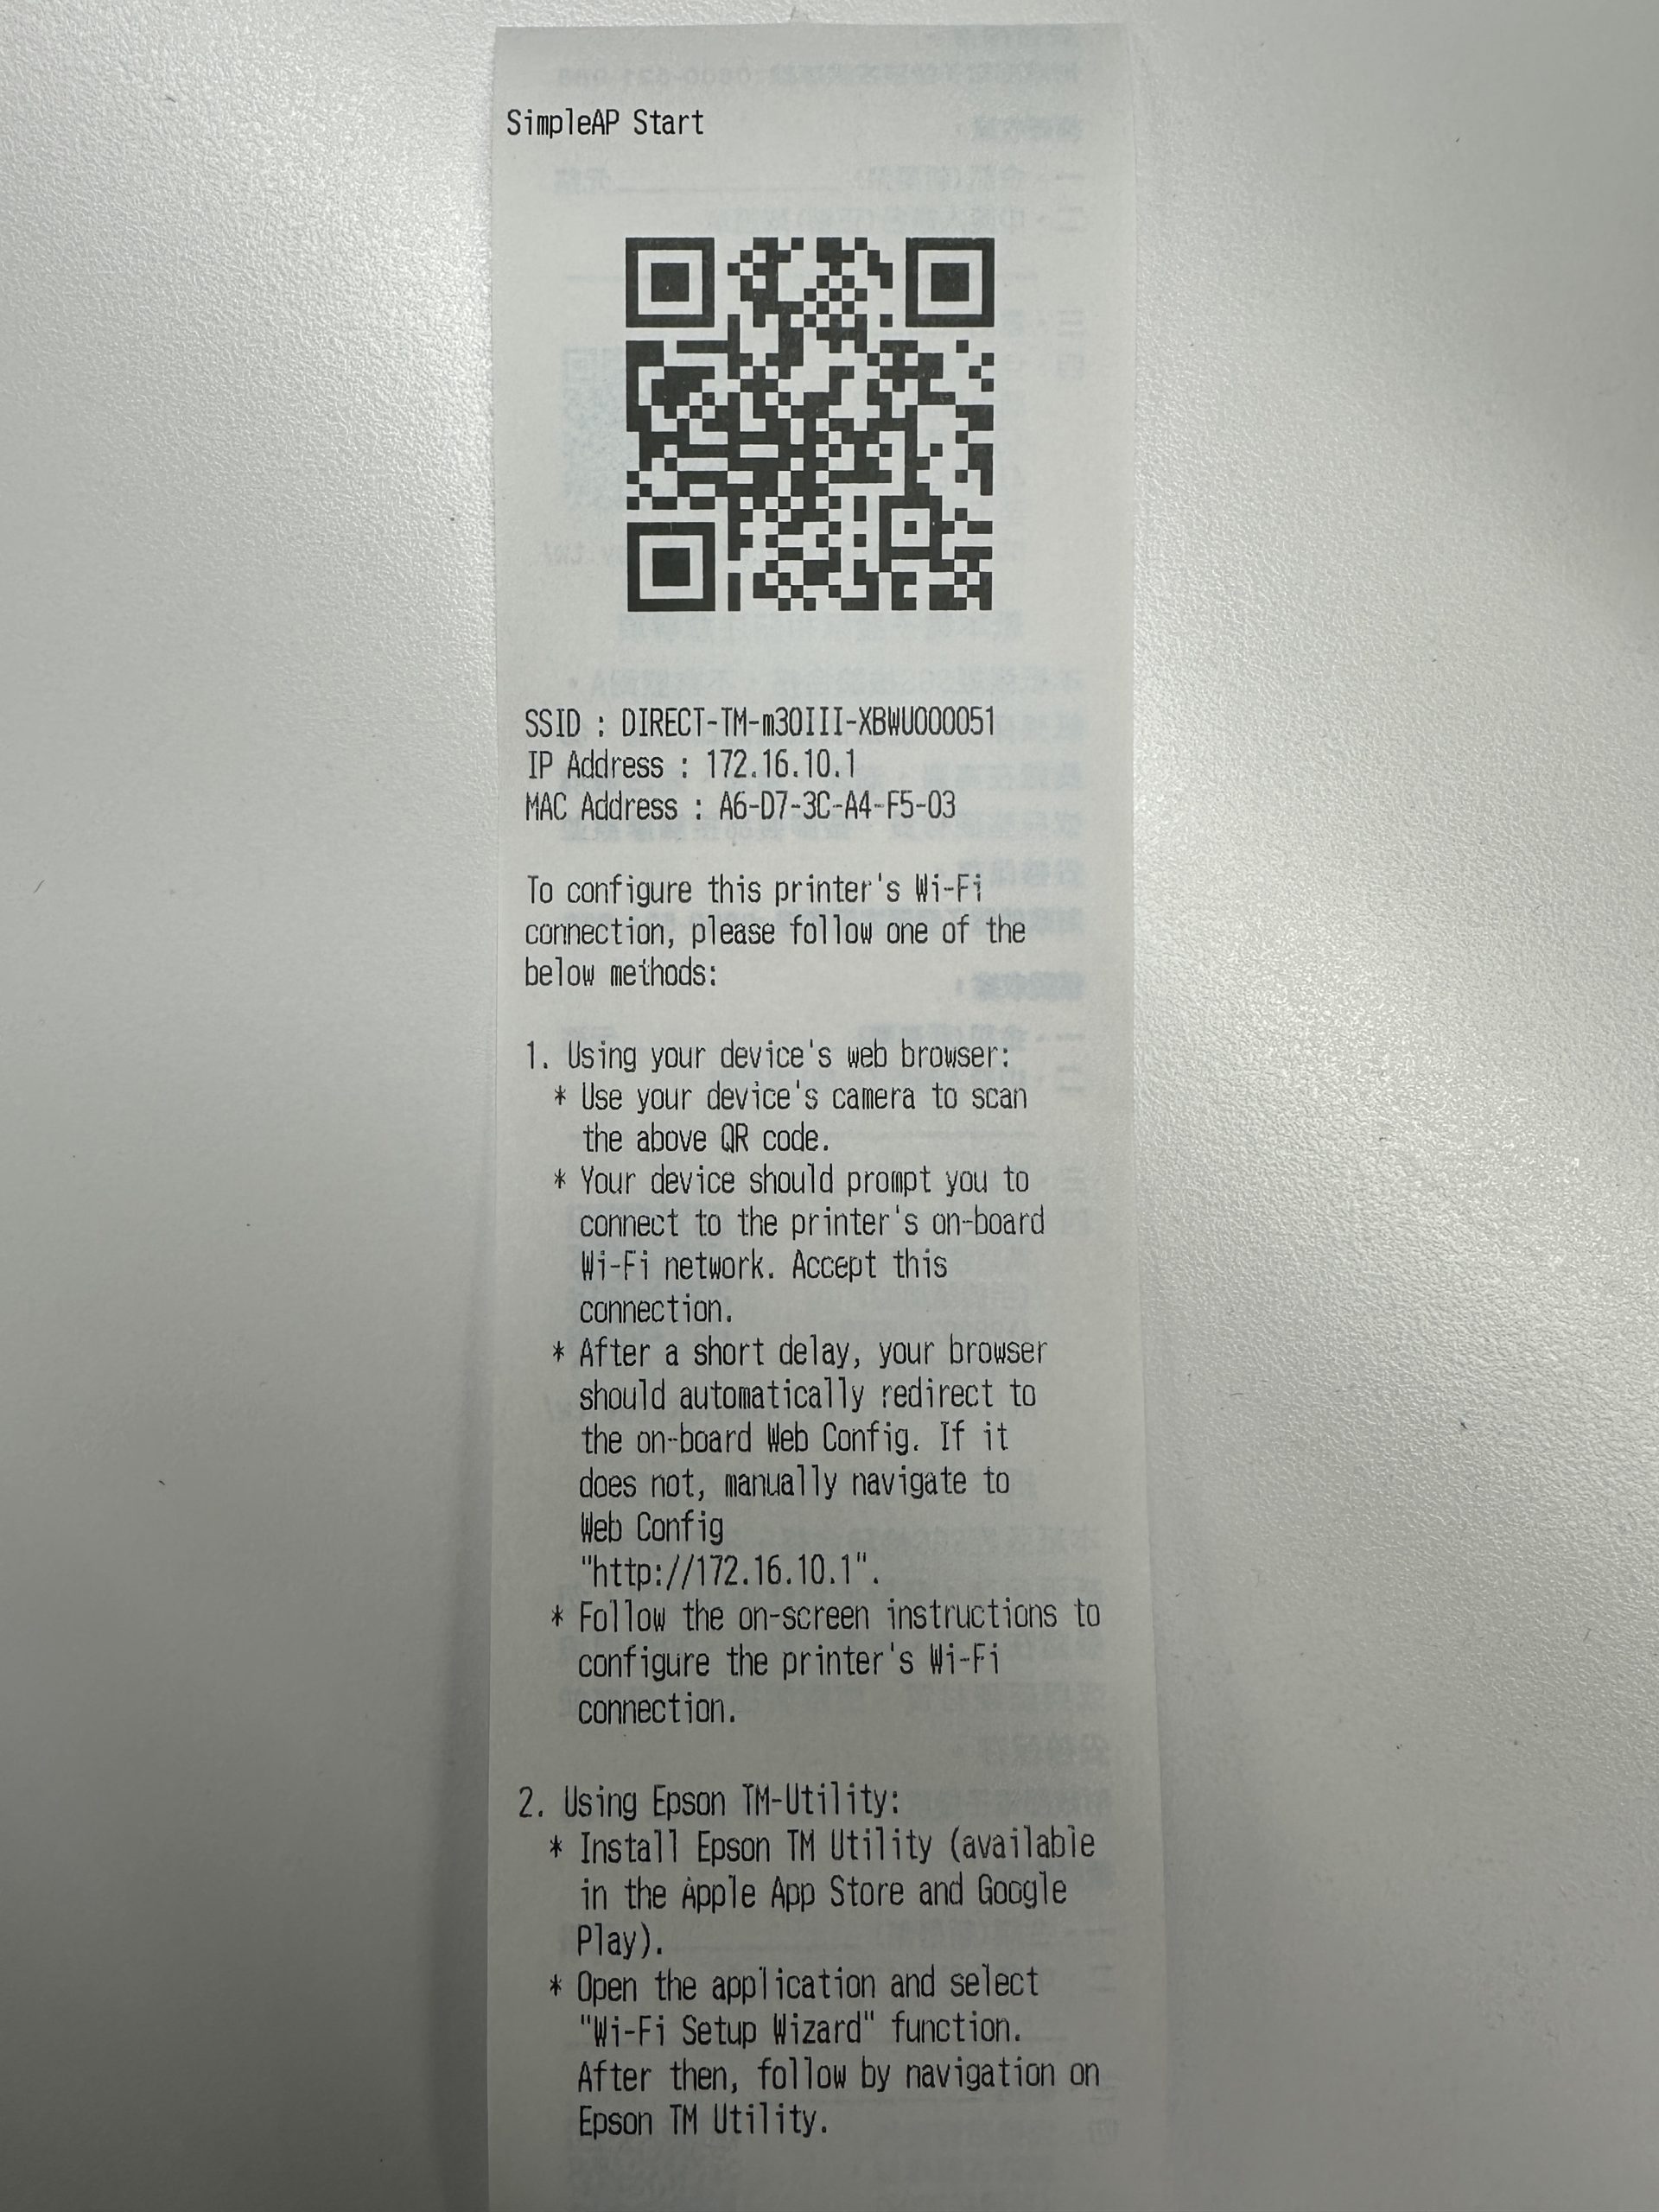 SimpleAP Start
SSID : DIRECT-TM-m30III-XBWU000051
IP Address : 172.16.10.1
MAC Address : A6-D7-3C-A4-F5-03
To configure this printer's Wi-Fi
connection, please follow one of the
below methods:
1. Using your device's web browser:
* Use your device's camera to scan
the above QR code.
* Your device should prompt you to
connect to the printer's on-board
Wi-Fi network. Accept this
connection.
* After a short delay, your browser
should automatically redirect to
the on-board Web Config. If it
does not, manually navigate to
Web Config
"http://172.16.10.1".
* Follow the on-screen instructions to
configure the printer's Wi-Fi
connection.
2. Using Epson TM-Utility:
* Install Epson TM Utility (available
in the Apple App Store and Google
Play).
* Open the application and select
"Wi-Fi Setup Wizard" function.
After then, follow by navigation on
Epson TM Utility.